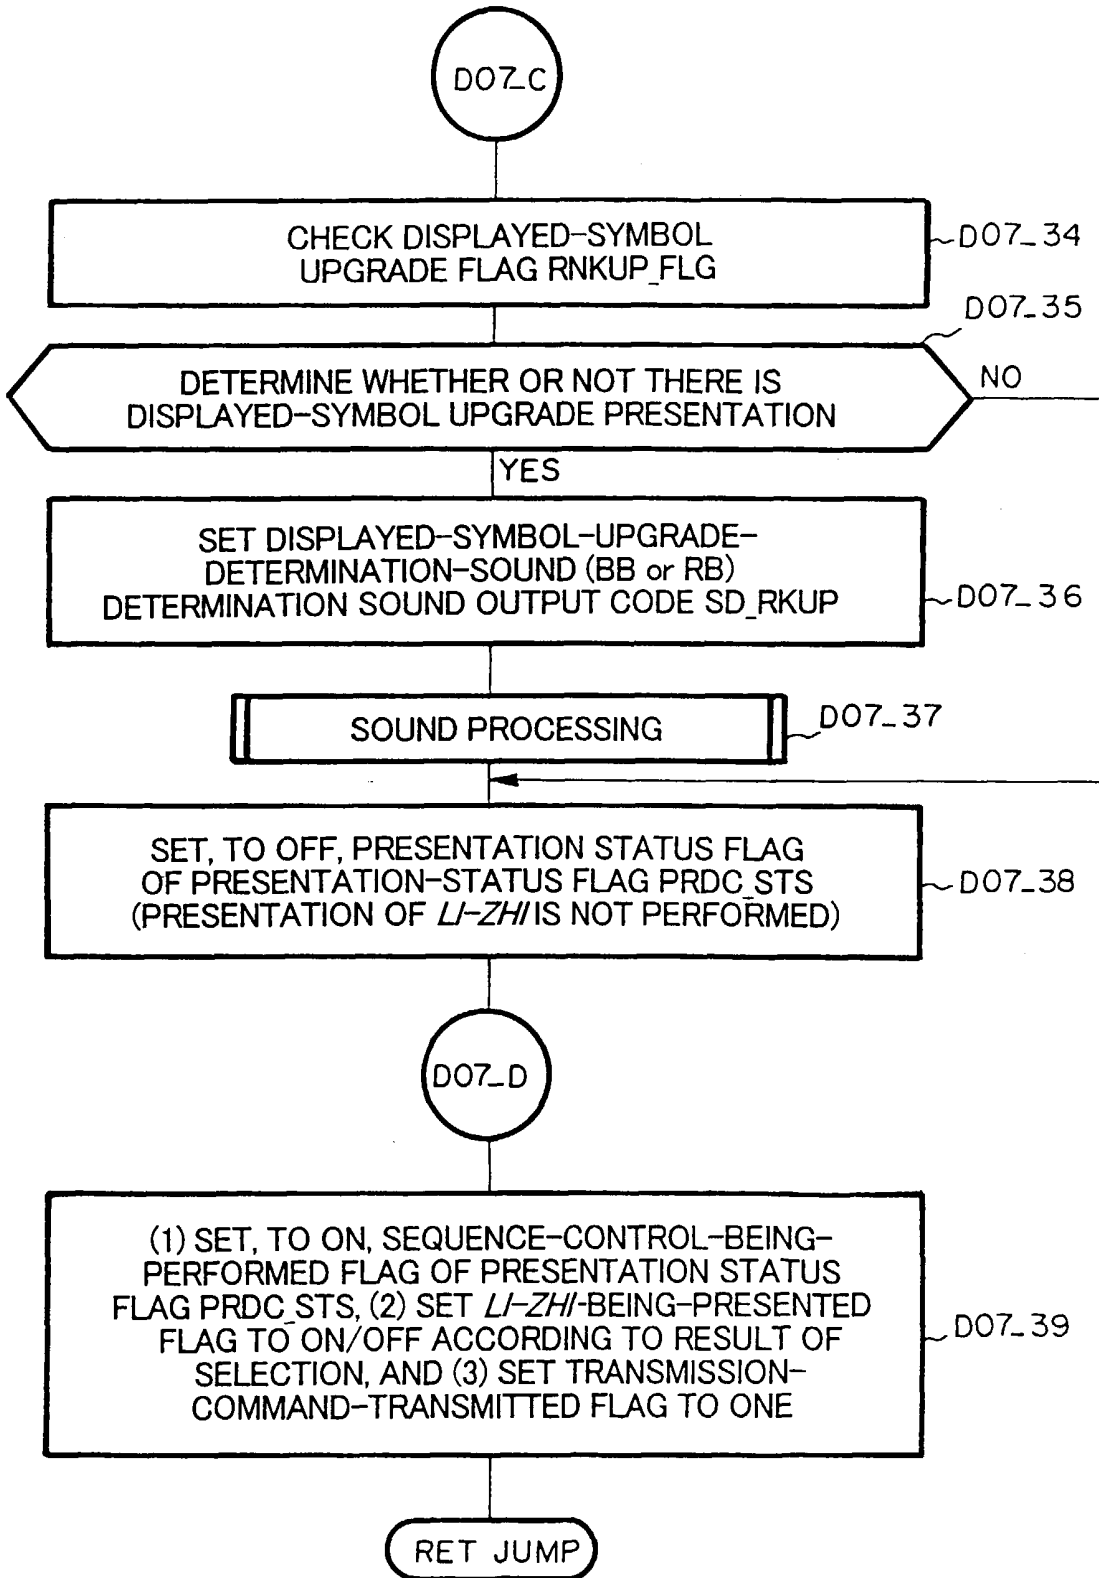 D07_C
CHECK DISPLAYED-SYMBOL
UPGRADE FLAG RNKUP_FLG
D07_34
D07_35
DETERMINE WHETHER OR NOT THERE IS
DISPLAYED-SYMBOL UPGRADE PRESENTATION
NO
YES
SET DISPLAYED-SYMBOL-UPGRADE-
DETERMINATION-SOUND (BB or RB)
DETERMINATION SOUND OUTPUT CODE SD_RKUP
D07_36
SOUND PROCESSING
D07_37
SET, TO OFF, PRESENTATION STATUS FLAG
OF PRESENTATION-STATUS FLAG PRDC_STS
(PRESENTATION OF LI-ZHI IS NOT PERFORMED)
D07_38
D07_D
(1) SET, TO ON, SEQUENCE-CONTROL-BEING-
PERFORMED FLAG OF PRESENTATION STATUS
FLAG PRDC_STS, (2) SET LI-ZHI-BEING-PRESENTED
FLAG TO ON/OFF ACCORDING TO RESULT OF
SELECTION, AND (3) SET TRANSMISSION-
COMMAND-TRANSMITTED FLAG TO ONE
D07_39
RET JUMP